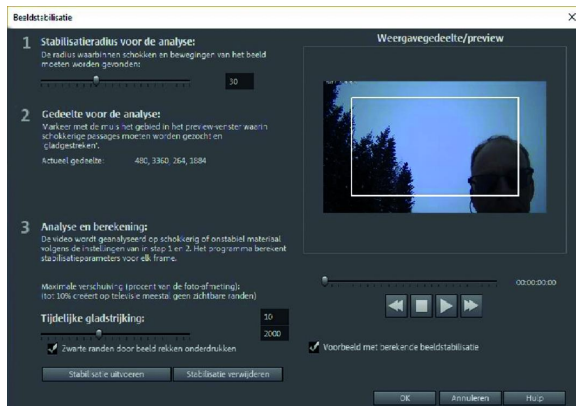 Beeldstabilisatie
1 Stabilisatieradius voor de analyse:
De radius waarbinnen schokken en bewegingen van het beeld
moeten worden gevonden:
30
2 Gedeelte voor de analyse:
Markeer met de muis het gebied in het preview-venster waarin
schokkerige passages moeten worden gezocht en
'gladgestreken'.
Actueel gedeelte: 480, 3360, 264, 1884
3 Analyse en berekening:
De video wordt geanalyseerd op schokkerig of onstabiel materiaal
volgens de instellingen van in stap 1 en 2. Het programma berekent
stabilisatieparameters voor elk frame.
Maximale verschuiving (procent van de foto-afmeting):
(tot 10% creëert op televisie meestal geen zichtbare randen)
10
Tijdelijke gladstrijking:
2000
Zwarte randen door beeld rekken onderdrukken
Stabilisatie uitvoeren
Stabilisatie verwijderen
Weergavegedeelte/preview
00:00:00:00
Voorbeeld met berekende beeldstabilisatie
OK
Annuleren
Hulp